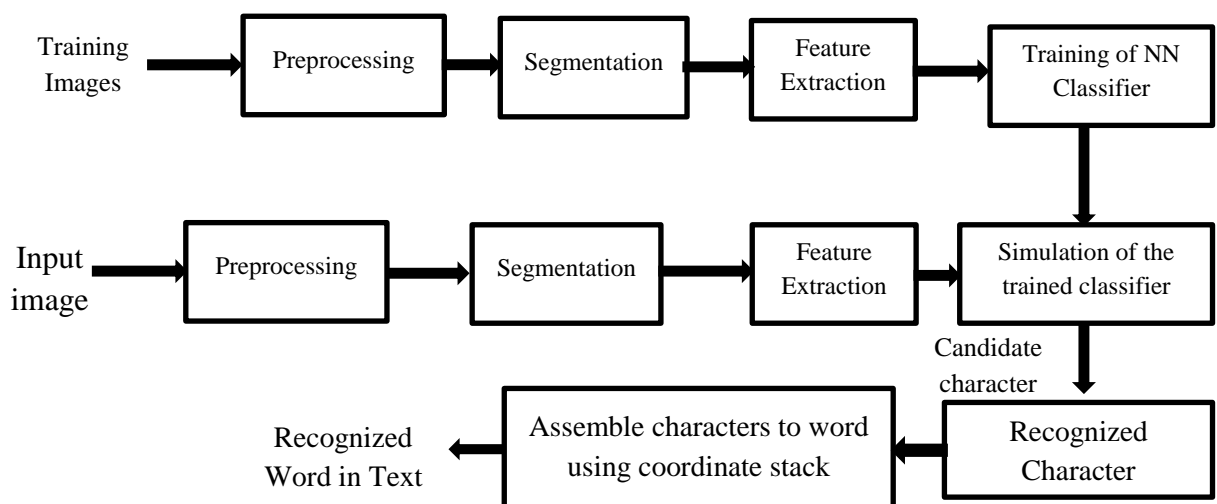 Training
Images
Preprocessing
Segmentation
Feature
Extraction
Training of NN
Classifier
Input
image
Preprocessing
Segmentation
Feature
Extraction
Simulation of the
trained classifier
Candidate
character
Recognized
Character
Assemble characters to word
using coordinate stack
Recognized
Word in Text